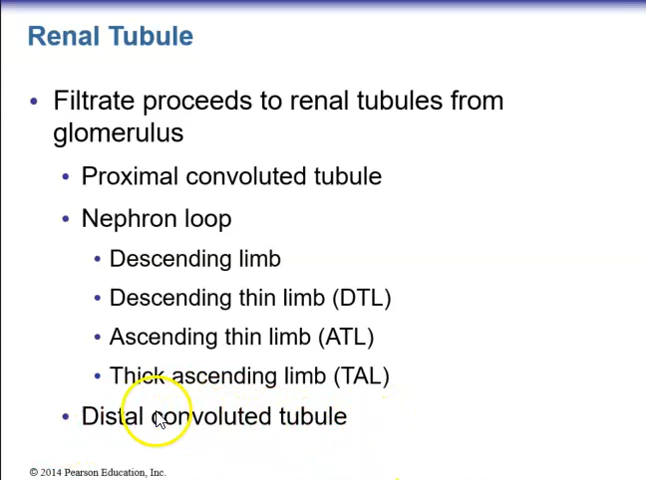 Renal Tubule
• Filtrate proceeds to renal tubules from
glomerulus
• Proximal convoluted tubule
• Nephron loop
• Descending limb
• Descending thin limb (DTL)
• Ascending thin limb (ATL)
• Thick ascending limb (TAL)
• Distal convoluted tubule
© 2014 Pearson Education, Inc.